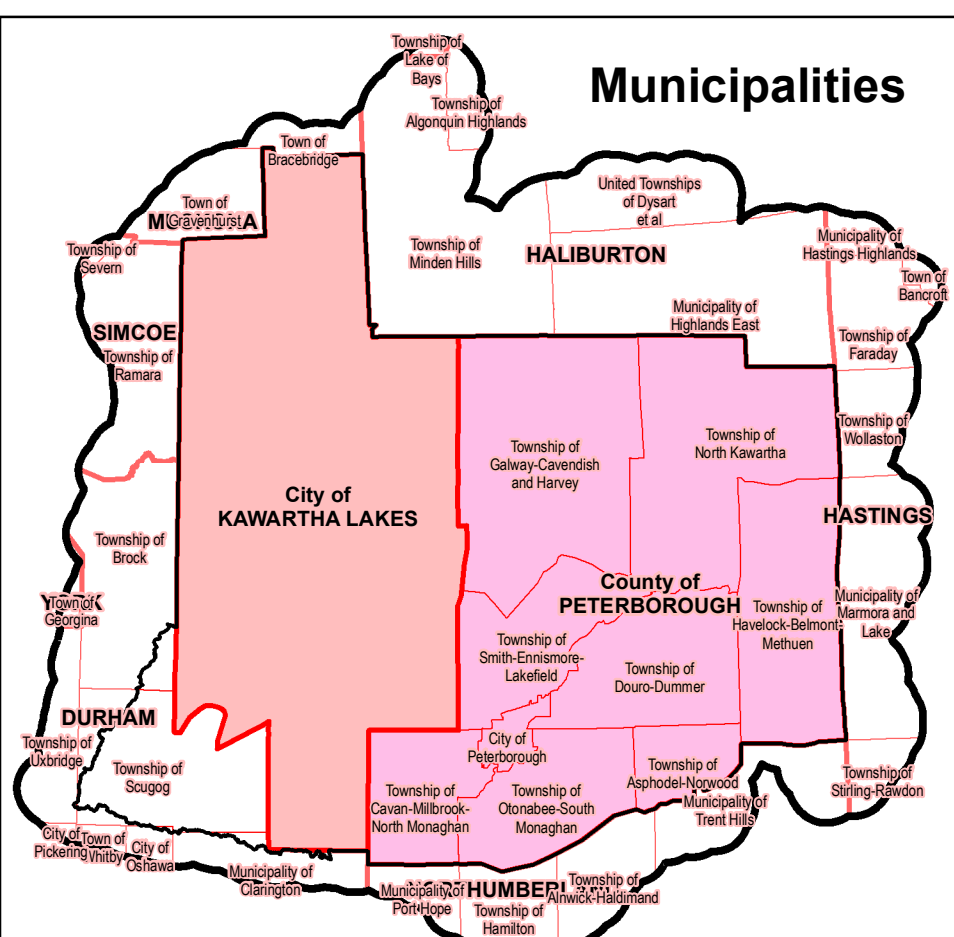 Municipalities
Township of
Lake of
Bays
Township of
Algonquin Highlands
Town of
Bracebridge
United Townships
of Dysart
et al
Town of
Gravenhurst
MUSKOKA
Township of
Severn
Township of
Minden Hills
HALIBURTON
Municipality of
Hastings Highlands
Town of
Bancroft
Municipality of
Highlands East
SIMCOE
Township of
Ramara
Township of
Faraday
Township of
Wollaston
Township of
Galway-Cavendish
and Harvey
Township of
North Kawartha
City of
KAWARTHA LAKES
HASTINGS
Township of
Brock
YORK
Town of
Georgina
County of
PETERBOROUGH
Township of
Havelock-Belmont-
Methuen
Municipality of
Marmora and
Lake
Township of
Smith-Ennismore-
Lakefield
Township of
Douro-Dummer
DURHAM
Township of
Uxbridge
Township of
Scugog
City of
Peterborough
Township of
Cavan-Millbrook-
North Monaghan
Township of
Otonabee-South
Monaghan
Township of
Asphodel-Norwood
Municipality of
Trent Hills
Township of
Stirling-Rawdon
City of
Pickering
Town of
Whitby
City of
Oshawa
Municipality of
Clarington
Municipality of
Port Hope
NORTHUMBERLAND
Township of
Hamilton
Township of
Alnwick-Haldimand